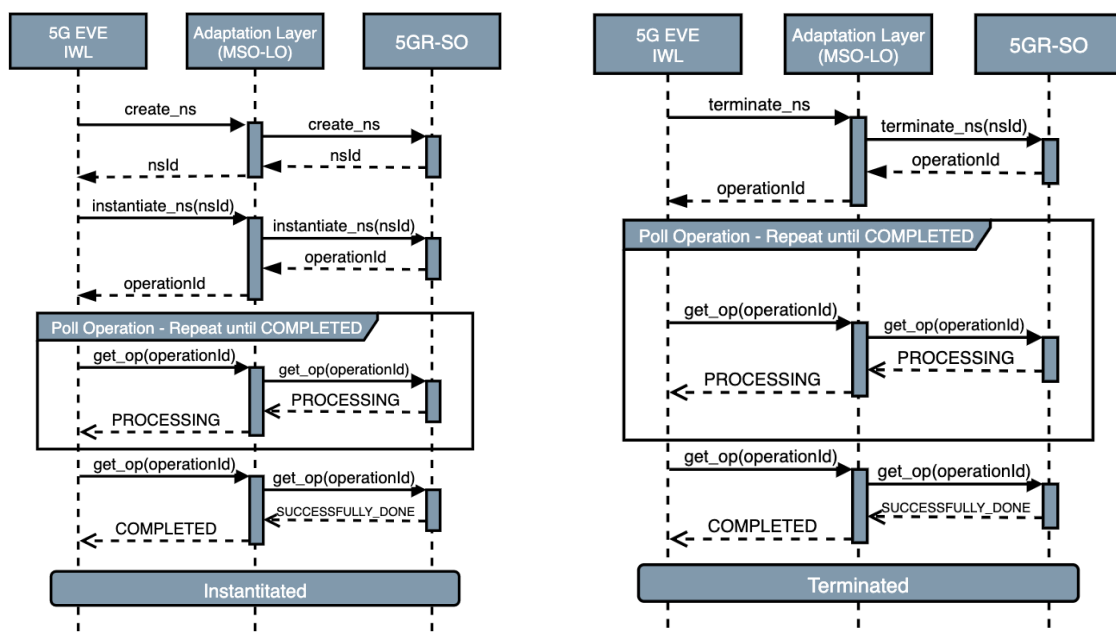 5G EVE
IWL
Adaptation Layer
(MSO-LO)
5GR-SO
create_ns
create_ns
nsId
nsId
instantiate_ns(nsId)
instantiate_ns(nsId)
operationId
operationId
Poll Operation - Repeat until COMPLETED
get_op(operationId)
get_op(operationId)
PROCESSING
PROCESSING
get_op(operationId)
get_op(operationId)
SUCCESSFULLY_DONE
COMPLETED
Instantitated
5G EVE
IWL
Adaptation Layer
(MSO-LO)
5GR-SO
terminate_ns
terminate_ns(nsId)
operationId
operationId
Poll Operation - Repeat until COMPLETED
get_op(operationId)
get_op(operationId)
PROCESSING
PROCESSING
get_op(operationId)
get_op(operationId)
SUCCESSFULLY_DONE
COMPLETED
Terminated